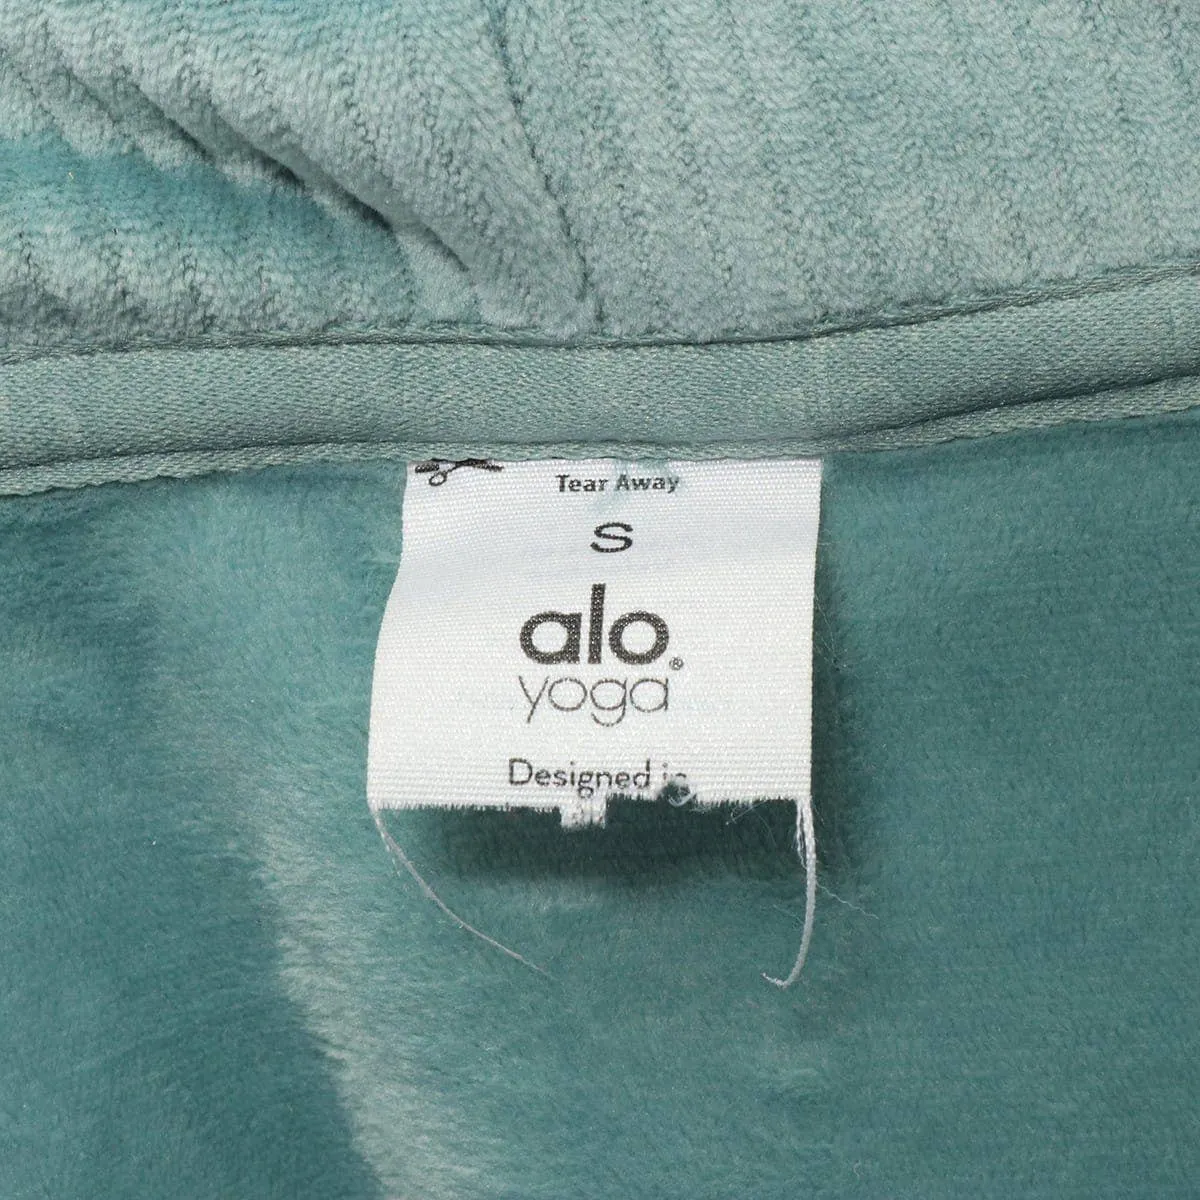 Tear Away
S
alo®
yoga
Designed in